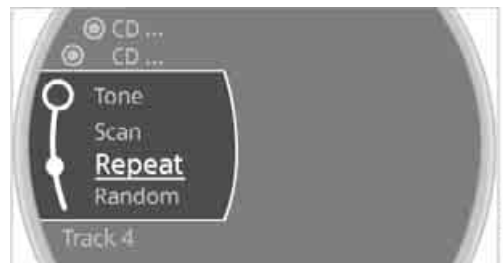 CD ...
CD ...
Tone
Scan
Repeat
Random
Track 4